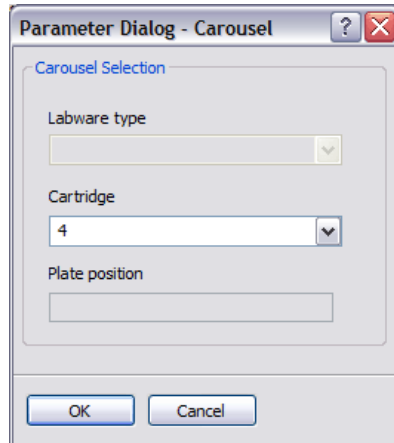 Parameter Dialog - Carousel ?
Carousel Selection
Labware type
Cartridge
4
Plate position
OK Cancel